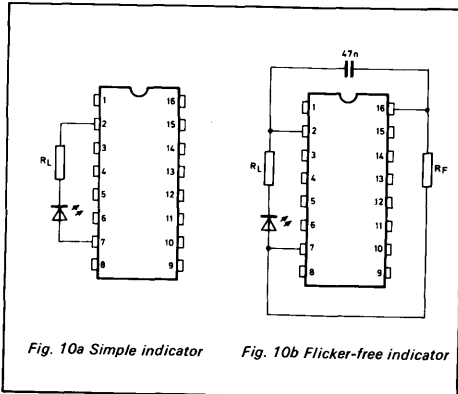 47n
1 16
2 15
3 14
4 13
5 12
6 11
7 10
8 9
RL
1 16
2 15
3 14
4 13
5 12
6 11
7 10
8 9
RL
RF
Fig. 10a Simple indicator
Fig. 10b Flicker-free indicator